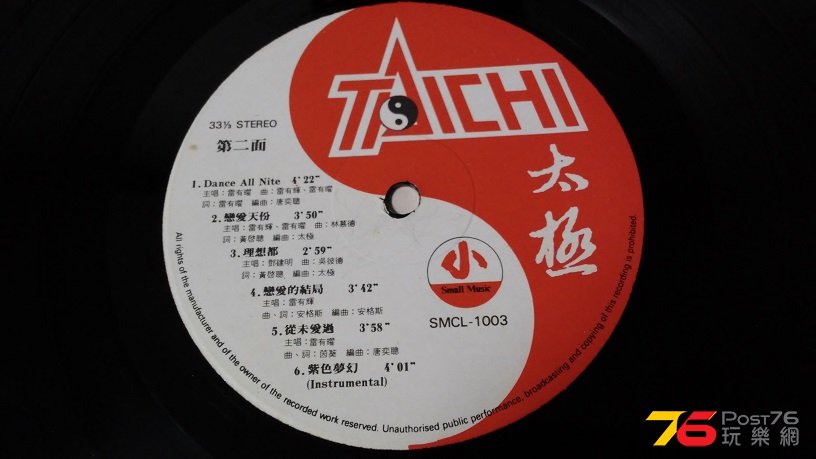 TAICHI
太極
33⅓ STEREO
第二面
1. Dance All Nite 4'22"
主唱：雷有曜 曲：雷有輝、雷有曜
詞：雷有曜 編曲：唐奕聰
2. 戀愛天份 3'50"
主唱：雷有輝、雷有曜 曲：林慕德
詞：黃啓聰 編曲：太極
3. 理想都 2'59"
主唱：鄧建明 曲：吳彼德
詞：黃啓聰 編曲：太極
4. 戀愛的結局 3'42"
主唱：雷有輝
曲、詞：安格斯 編曲：安格斯
5. 從未愛過 3'58"
主唱：雷有曜
曲、詞：茵葵 編曲：唐奕聰
6. 紫色夢幻 4'01"
(Instrumental)
小
Small Music
SMCL-1003
All rights of the manufacturer and of the owner of the recorded work reserved. Unauthorised public performance, broadcasting and copying of this recording is prohibited.
76 Post76
玩樂網